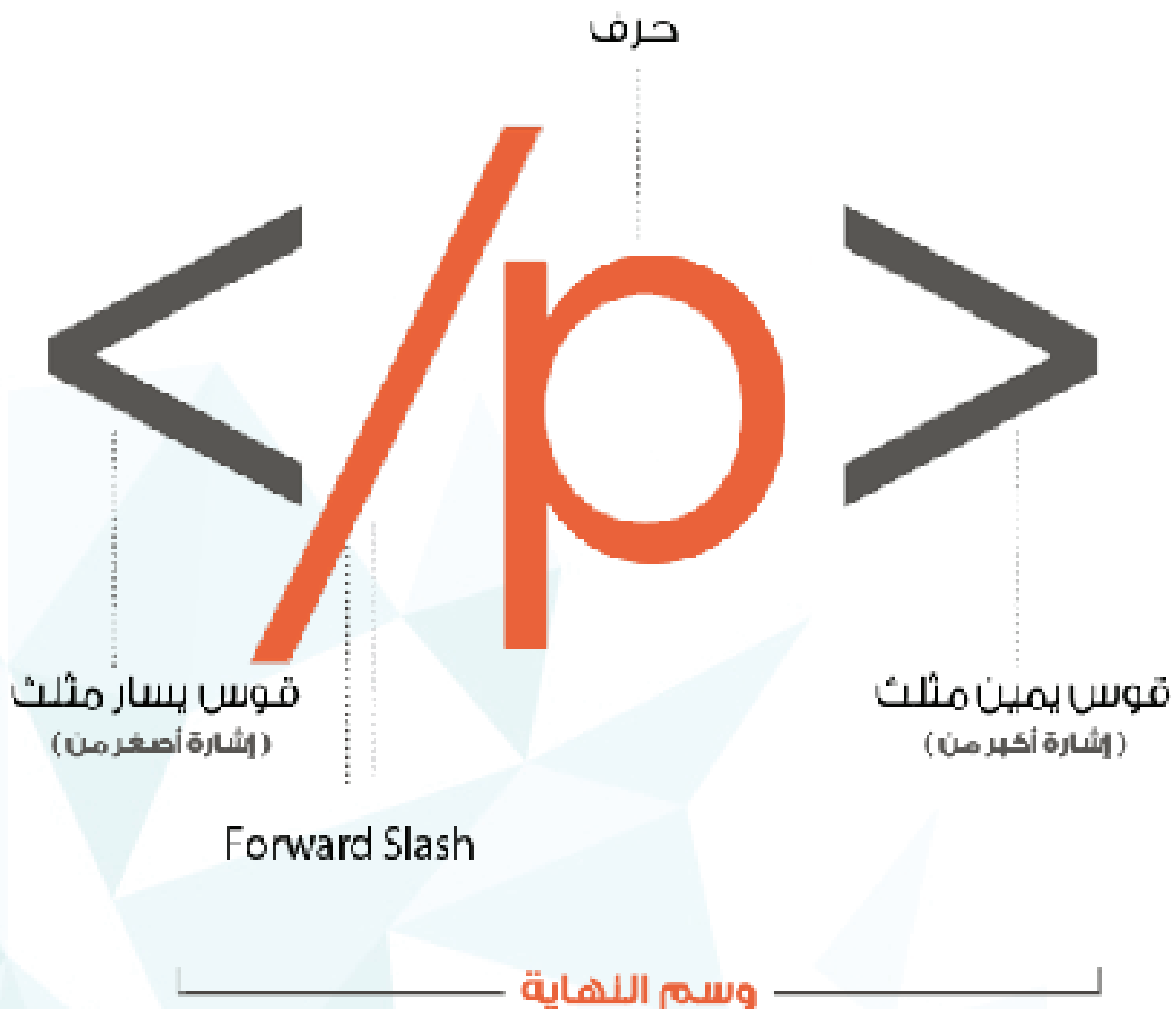 حرف
</p>
قوس يسار مثلث
(إشارة أصغر من)
قوس يمين مثلث
(إشارة أكبر من)
Forward Slash
وسم النهاية